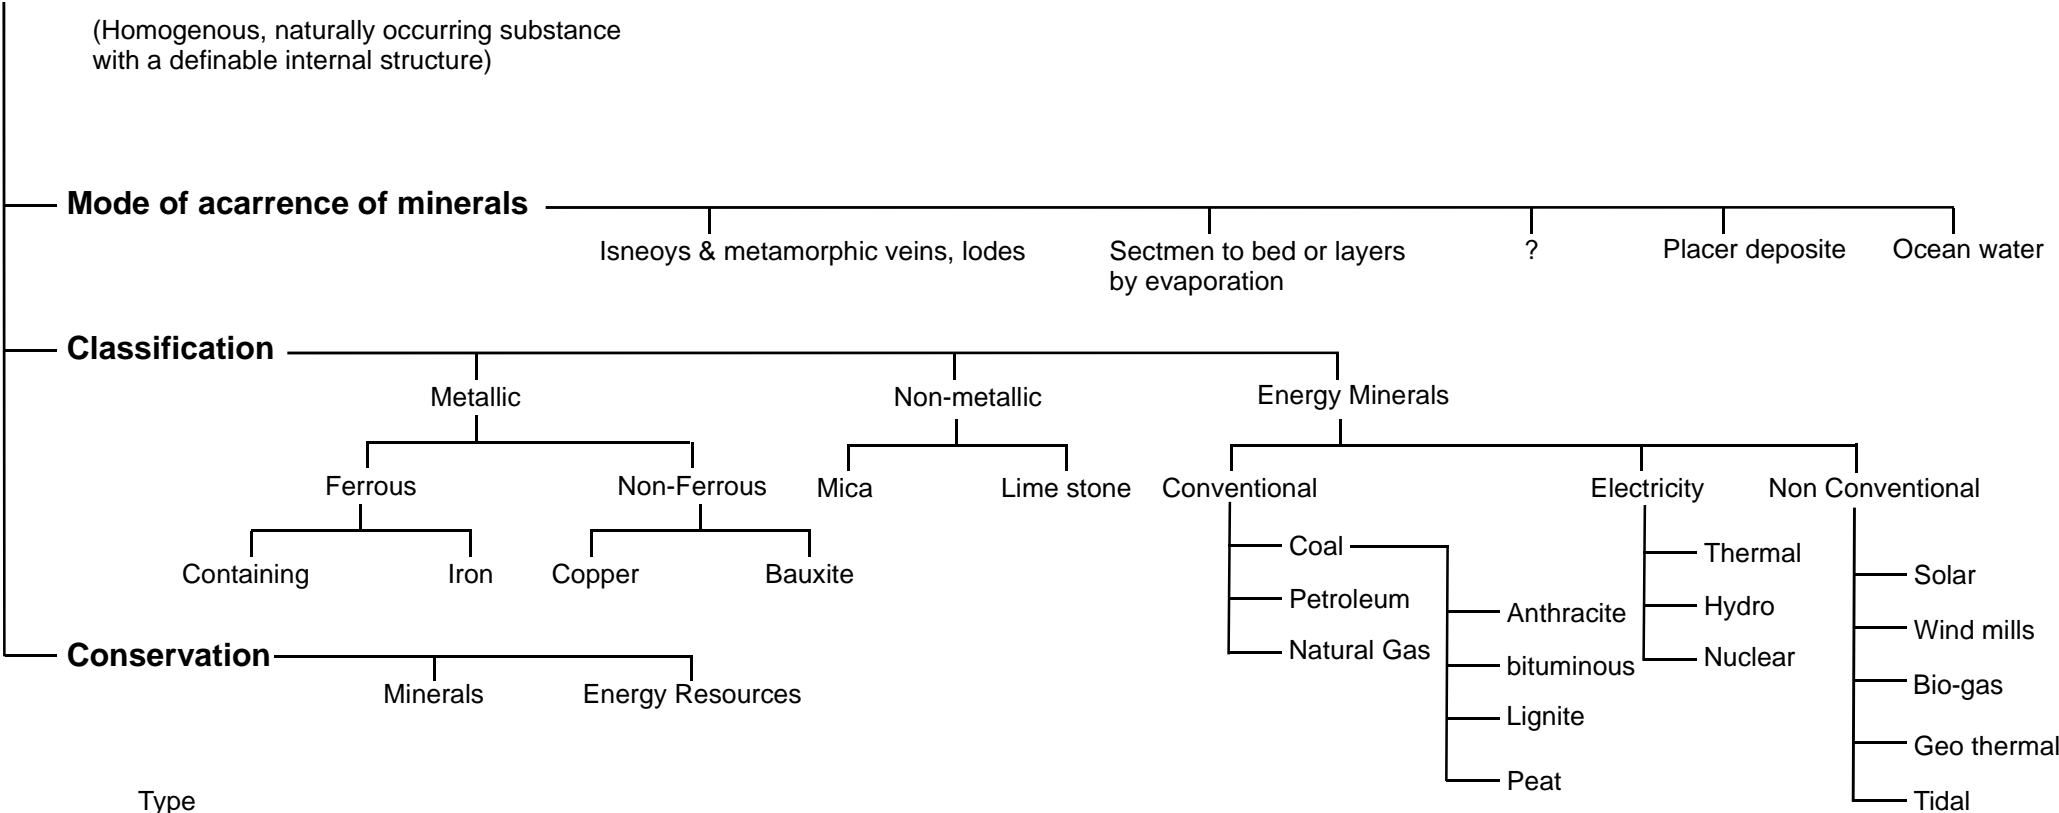 (Homogenous, naturally occurring substance
with a definable internal structure)
Mode of acarrence of minerals
Isneoys & metamorphic veins, lodes
Sectmen to bed or layers
by evaporation
?
Placer deposite
Ocean water
Classification
Metallic
Non-metallic
Energy Minerals
Ferrous
Non-Ferrous
Mica
Lime stone
Conventional
Electricity
Non Conventional
Containing
Iron
Copper
Bauxite
Coal
Petroleum
Natural Gas
Anthracite
bituminous
Lignite
Peat
Thermal
Hydro
Nuclear
Solar
Wind mills
Bio-gas
Geo thermal
Tidal
Conservation
Minerals
Energy Resources
Type